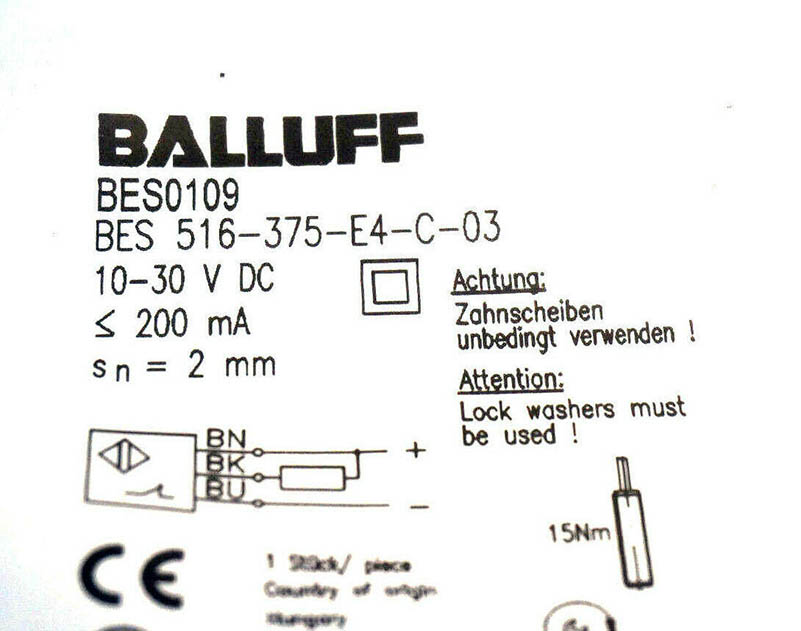 BALLUFF
BES0109
BES 516-375-E4-C-03
10-30 V DC
≤ 200 mA
sn = 2 mm
Achtung:
Zahnscheiben
unbedingt verwenden !
Attention:
Lock washers must
be used !
BN
+
BK
BU
–
15Nm
CE
1 Stück/ piece
Country of origin
Hungary